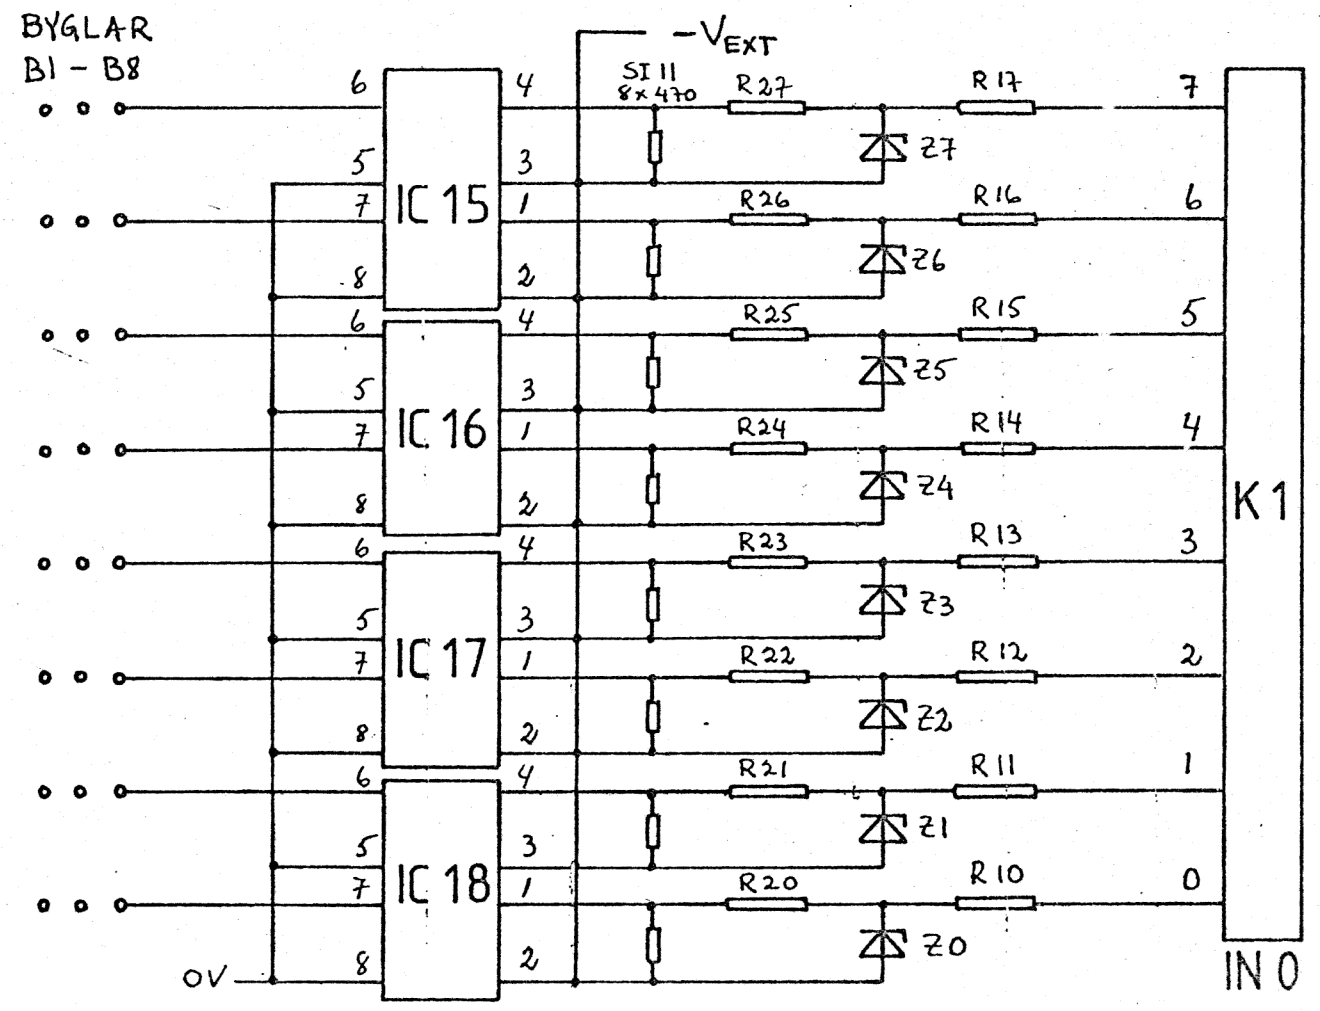 BYGLAR
B1 - B8
-VEXT
SI 11
8x470
6
4
R27
R17
7
5
3
Z7
IC 15
7
1
R26
R16
6
8
2
Z6
6
4
R25
R15
5
5
3
Z5
IC 16
7
1
R24
R14
4
8
2
Z4
K1
6
4
R23
R13
3
5
3
Z3
IC 17
7
1
R22
R12
2
8
2
Z2
6
4
R21
R11
1
5
3
Z1
IC 18
7
1
R20
R10
0
8
2
Z0
0V
IN 0